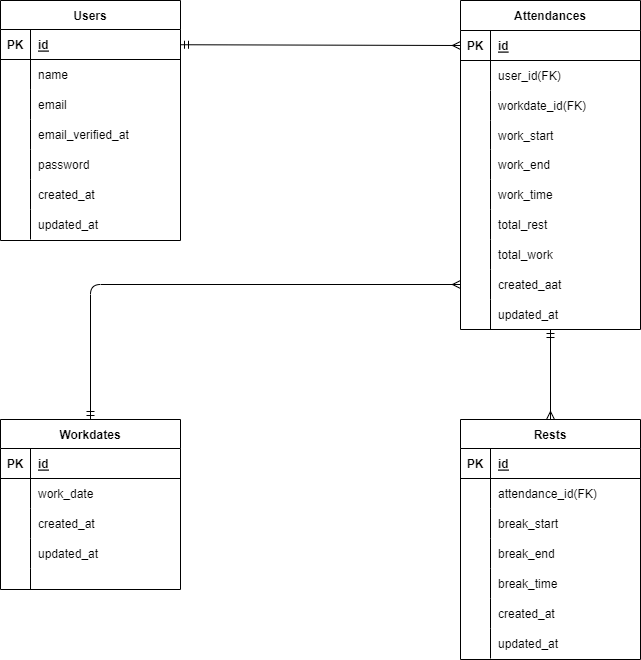 Users
PK id
name
email
email_verified_at
password
created_at
updated_at
Attendances
PK id
user_id(FK)
workdate_id(FK)
work_start
work_end
work_time
total_rest
total_work
created_aat
updated_at
Workdates
PK id
work_date
created_at
updated_at
Rests
PK id
attendance_id(FK)
break_start
break_end
break_time
created_at
updated_at